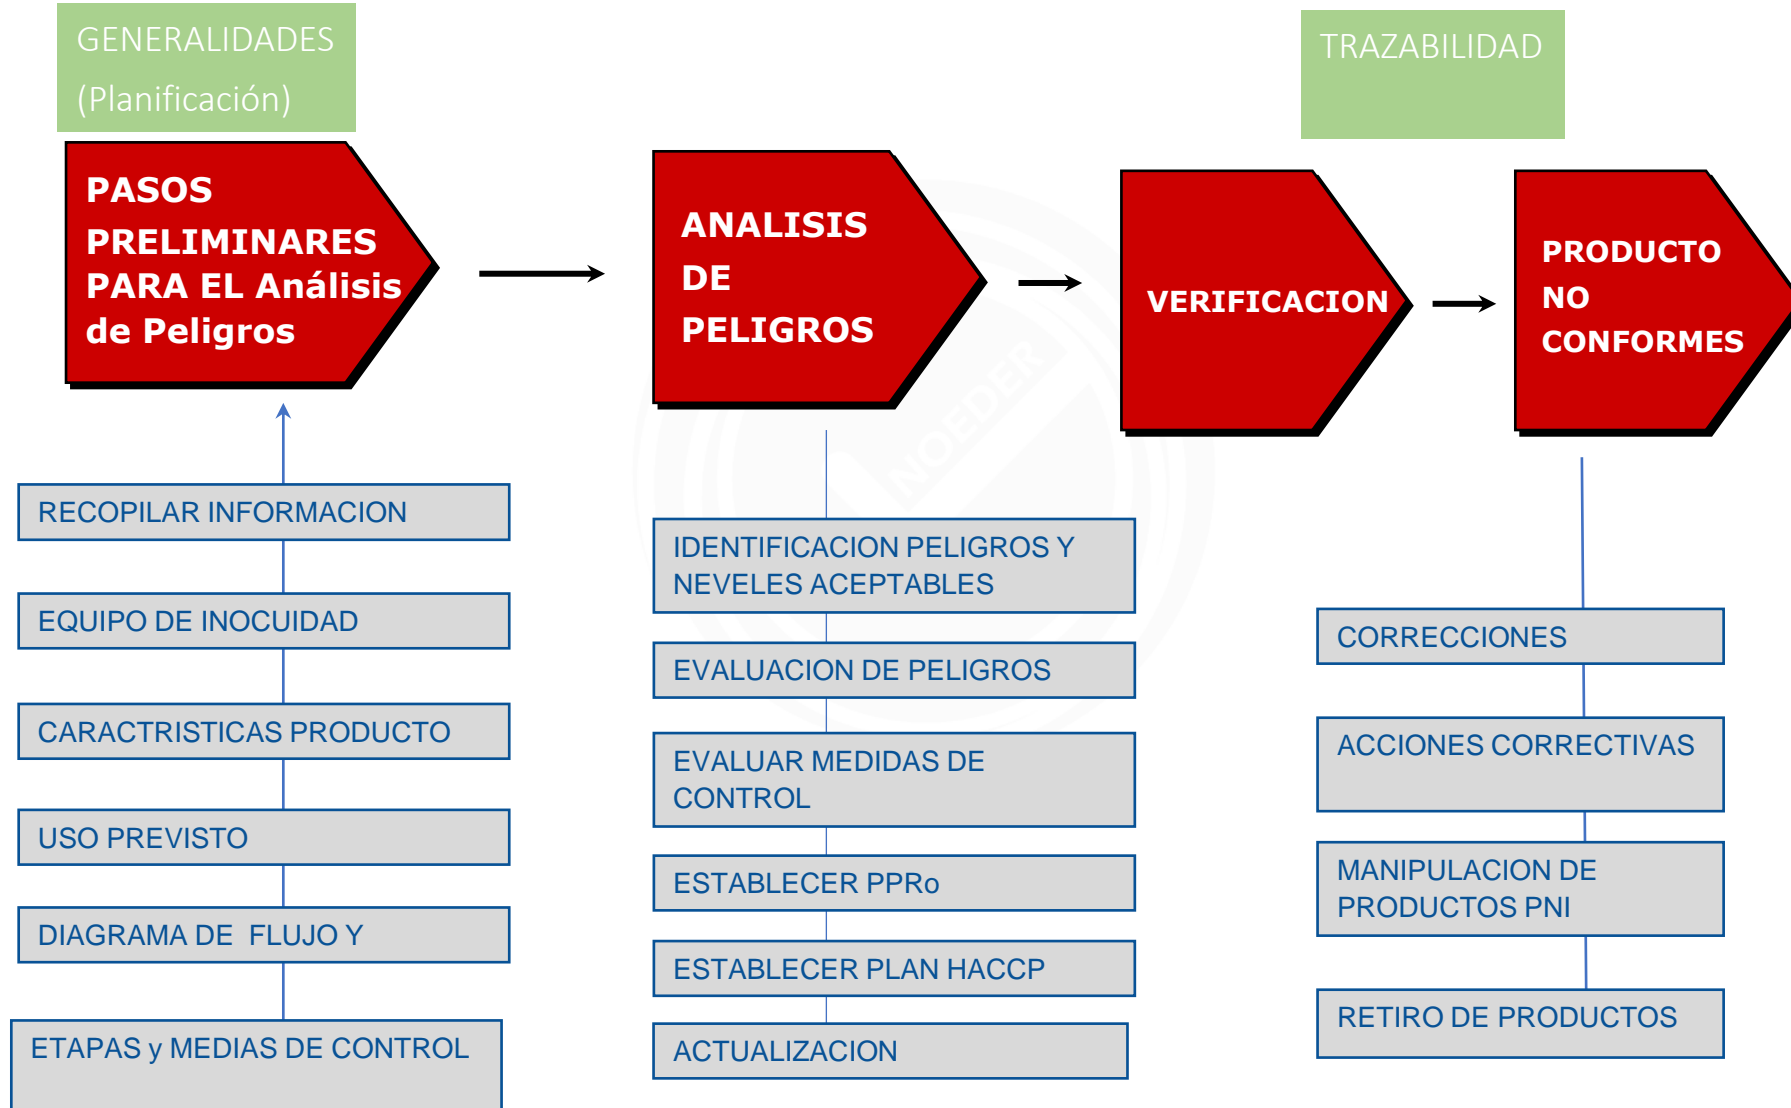 GENERALIDADES
(Planificación)
TRAZABILIDAD
PASOS
PRELIMINARES
PARA EL Análisis
de Peligros
ANALISIS
DE
PELIGROS
VERIFICACION
PRODUCTO
NO
CONFORMES
RECOPILAR INFORMACION
EQUIPO DE INOCUIDAD
CARACTRISTICAS PRODUCTO
USO PREVISTO
DIAGRAMA DE  FLUJO Y
ETAPAS y MEDIAS DE CONTROL
IDENTIFICACION PELIGROS Y
NEVELES ACEPTABLES
EVALUACION DE PELIGROS
EVALUAR MEDIDAS DE
CONTROL
ESTABLECER PPRo
ESTABLECER PLAN HACCP
ACTUALIZACION
CORRECCIONES
ACCIONES CORRECTIVAS
MANIPULACION DE
PRODUCTOS PNI
RETIRO DE PRODUCTOS
NOEDER